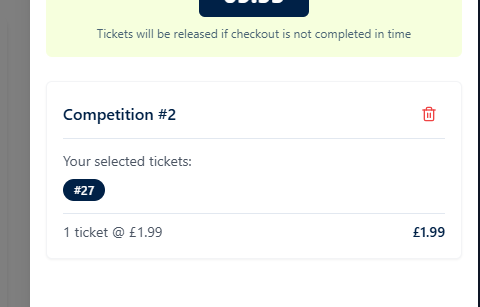 Tickets will be released if checkout is not completed in time
Competition #2
Your selected tickets:
#27
1 ticket @ £1.99
£1.99